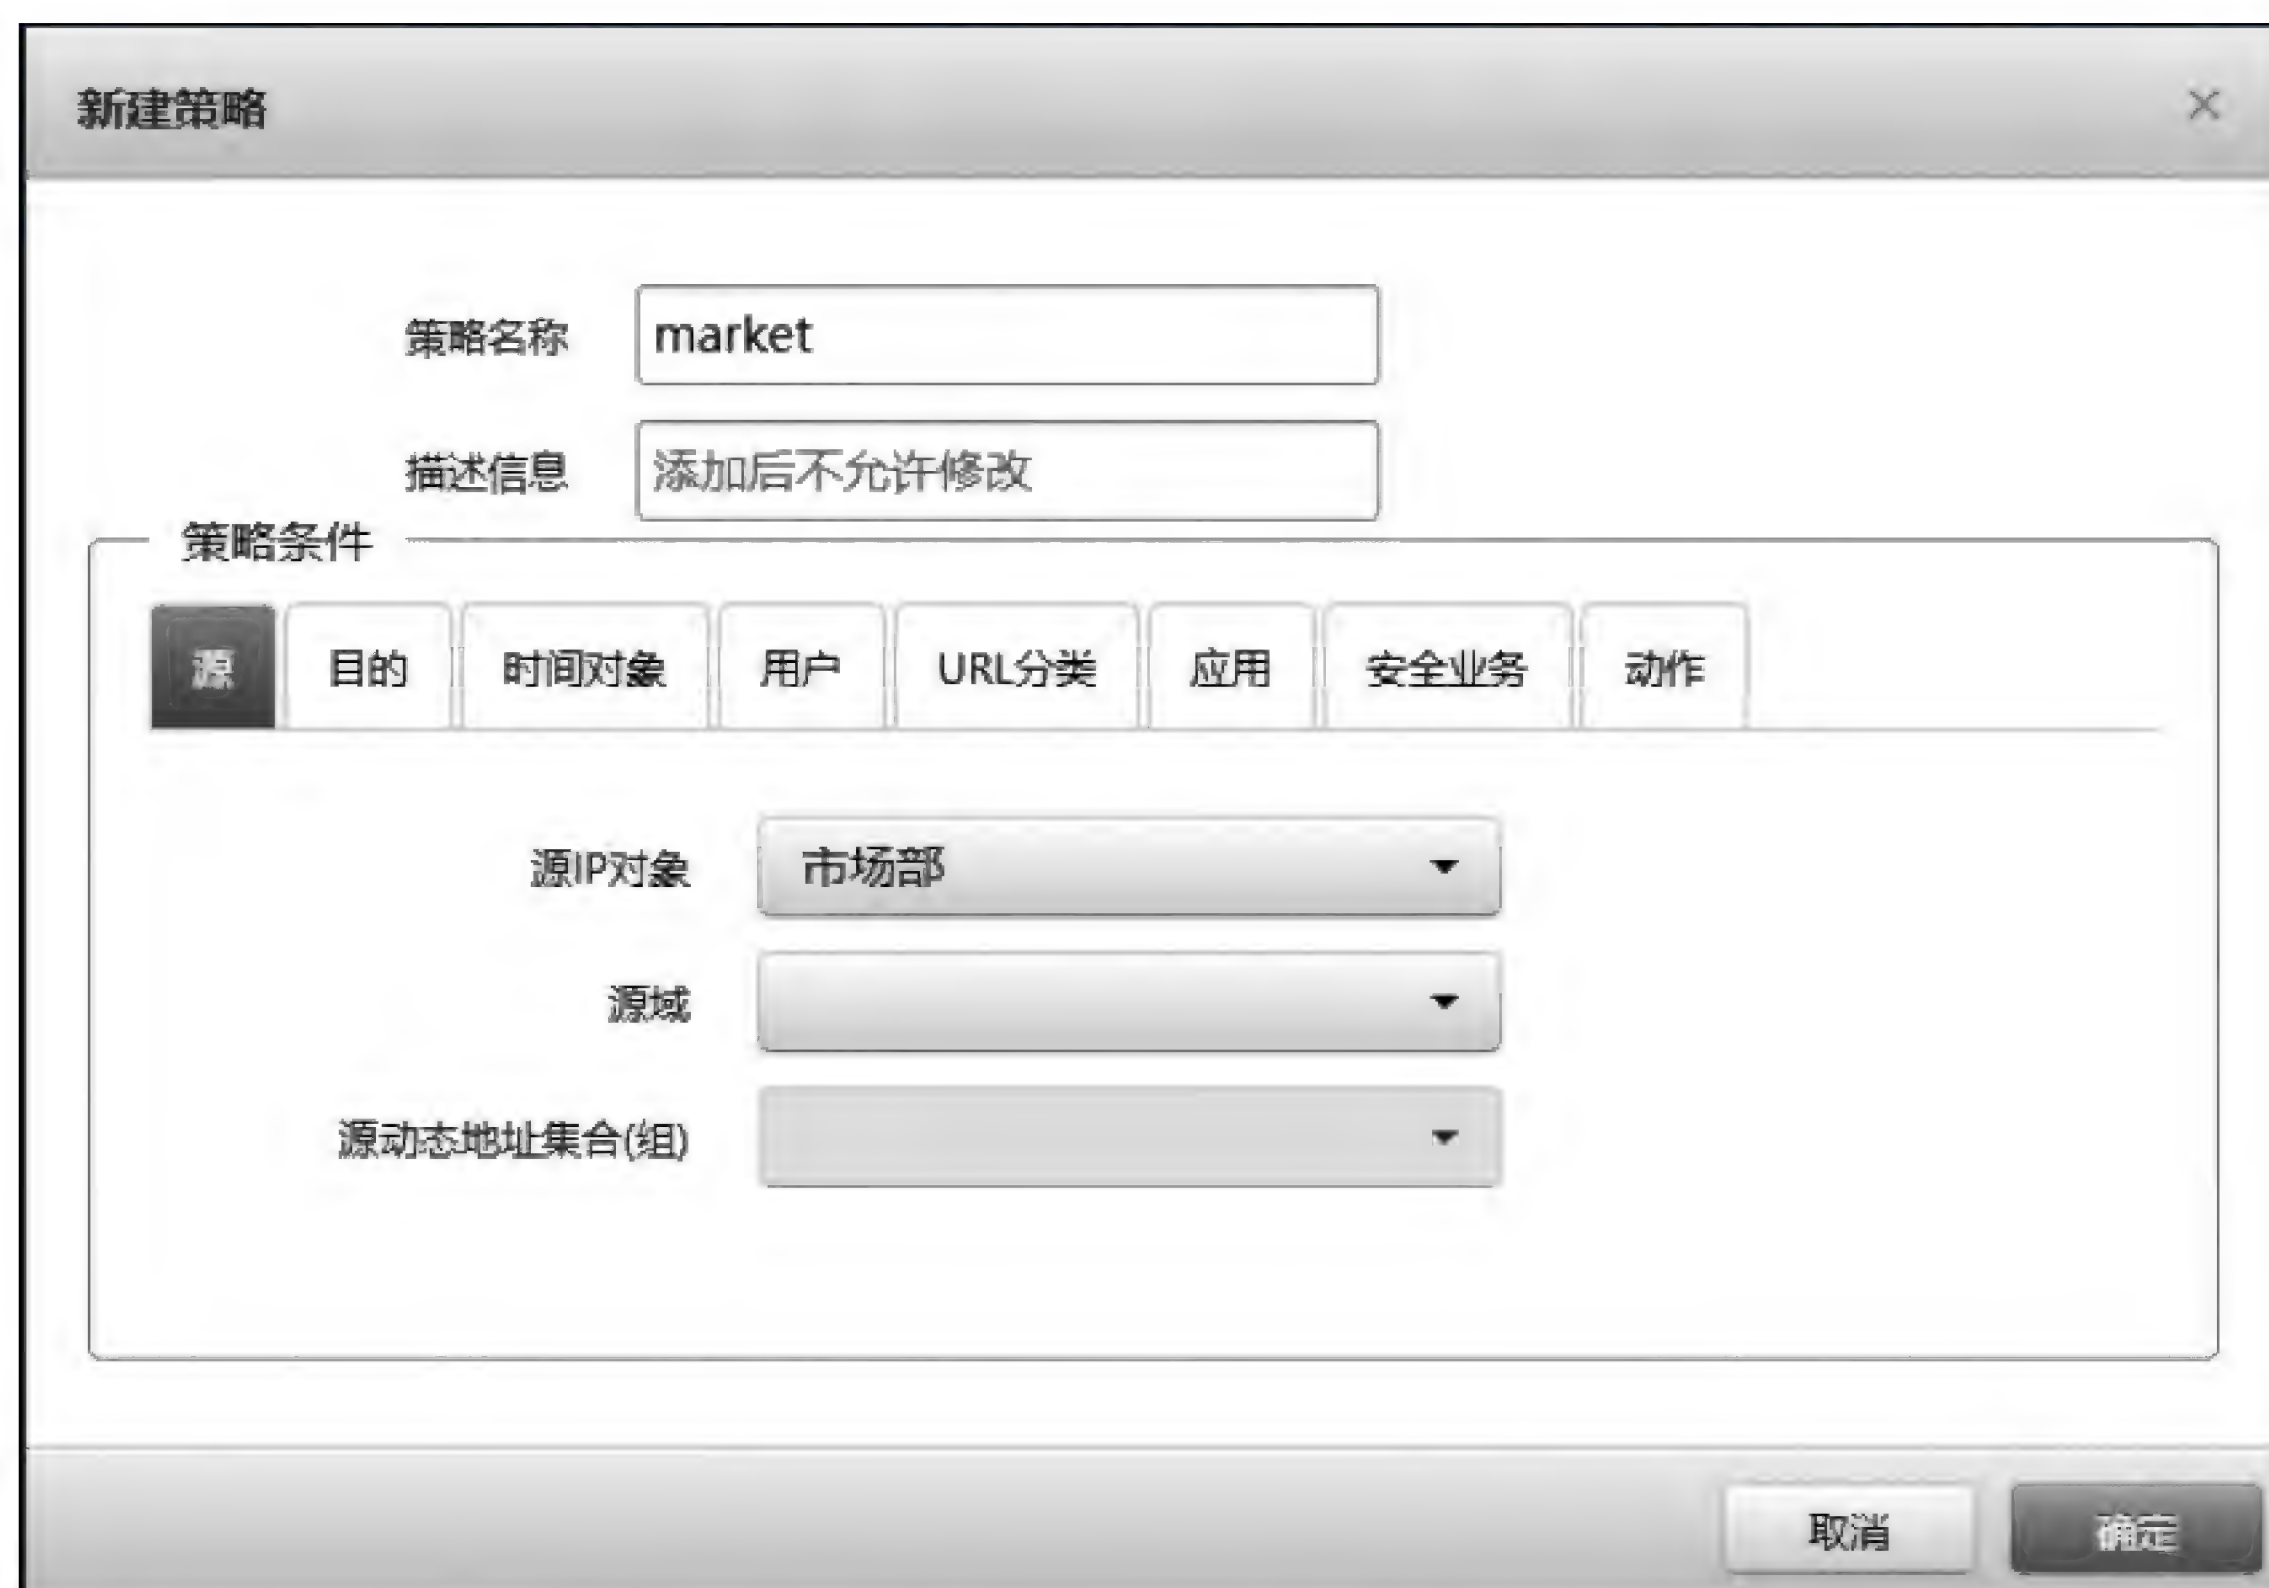 新建策略
策略名称 market
描述信息 添加后不允许修改
策略条件
源 目的 时间对象 用户 URL分类 应用 安全业务 动作
源IP对象 市场部
源域
源动态地址集合(组)
取消 确定